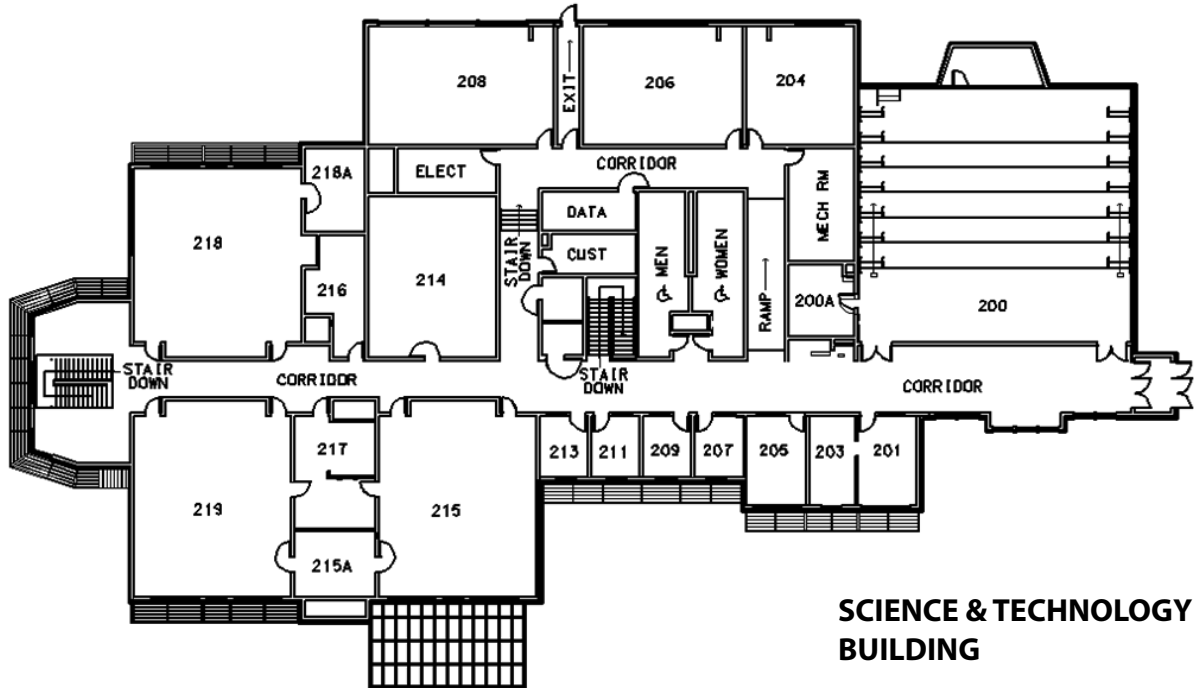 208
EXIT
206
204
218A
ELECT
CORRIDOR
MECH RM
DATA
218
214
STAIR
DOWN
CUST
MEN
WOMEN
RAMP
216
200A
200
STAIR
DOWN
CORRIDOR
STAIR
DOWN
CORRIDOR
217
213
211
209
207
205
203
201
219
215
215A
SCIENCE & TECHNOLOGY
BUILDING